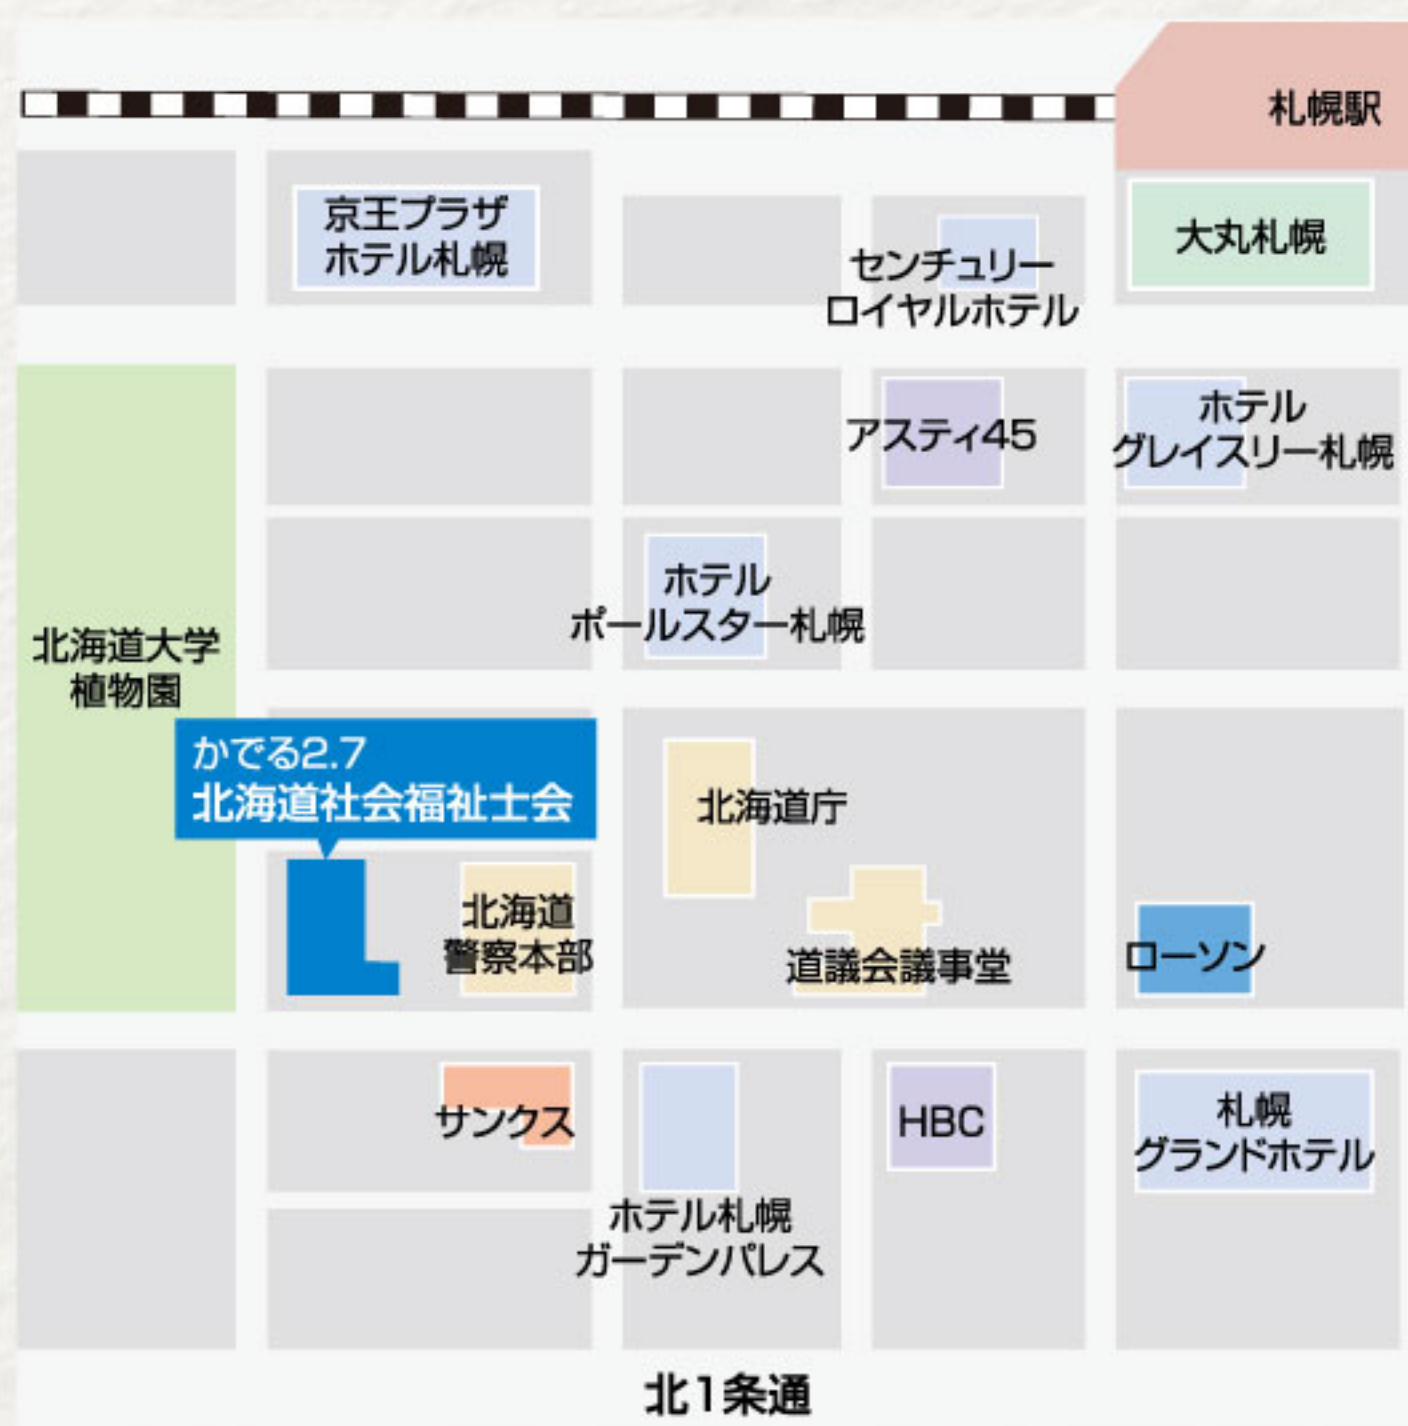 札幌駅
京王プラザ
ホテル札幌
センチュリー
ロイヤルホテル
大丸札幌
アスティ45
ホテル
グレイスリー札幌
ホテル
ポールスター札幌
北海道大学
植物園
かでる2.7
北海道社会福祉士会
北海道庁
北海道
警察本部
道議会議事堂
ローソン
サンクス
HBC
札幌
グランドホテル
ホテル札幌
ガーデンパレス
北1条通